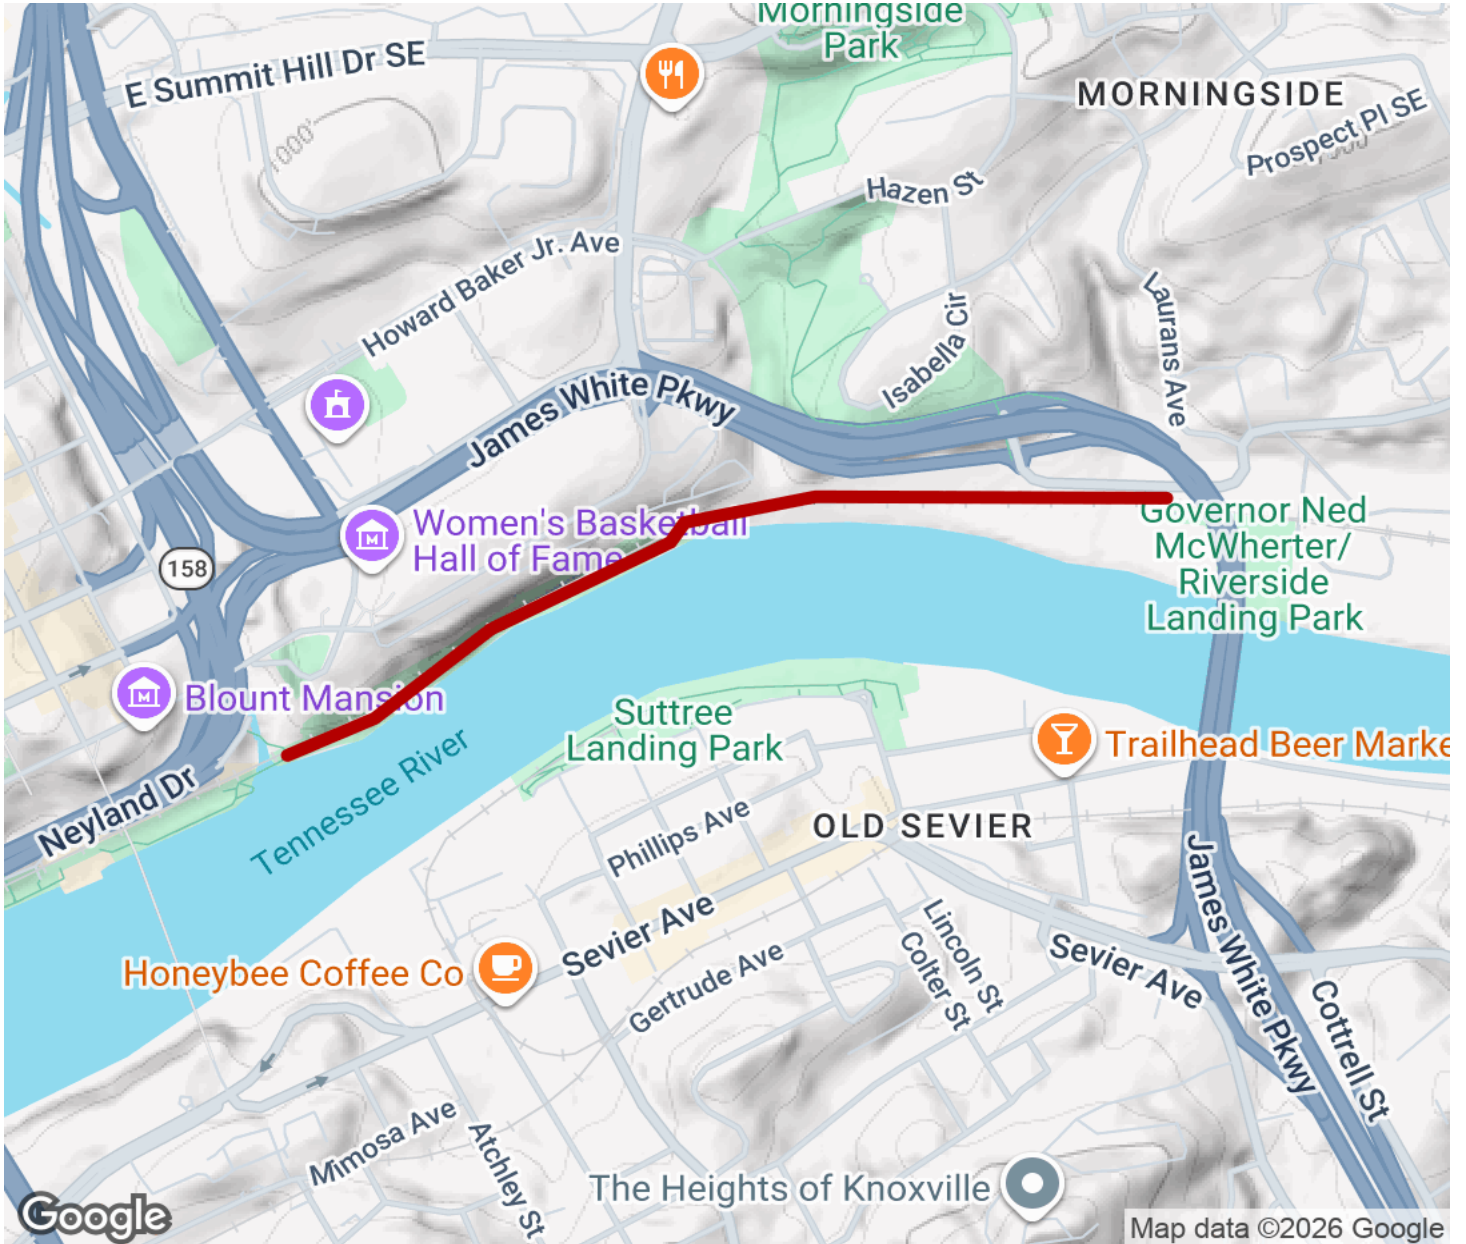 Morningside
Park
E Summit Hill Dr SE
MORNINGSIDE
Prospect Pl SE
Hazen St
Howard Baker Jr. Ave
Laurans Ave
Isabella Cir
James White Pkwy
Women's Basketball
Hall of Fame
Governor Ned
McWherter/
Riverside
Landing Park
158
Blount Mansion
Suttree
Landing Park
Trailhead Beer Marke
Tennessee River
Neyland Dr
Phillips Ave
OLD SEVIER
Sevier Ave
Lincoln St
Colter St
Gertrude Ave
Sevier Ave
James White Pkwy
Cottrell St
Honeybee Coffee Co
Mimosa Ave
Atchley St
The Heights of Knoxville
Google
Map data ©2026 Google